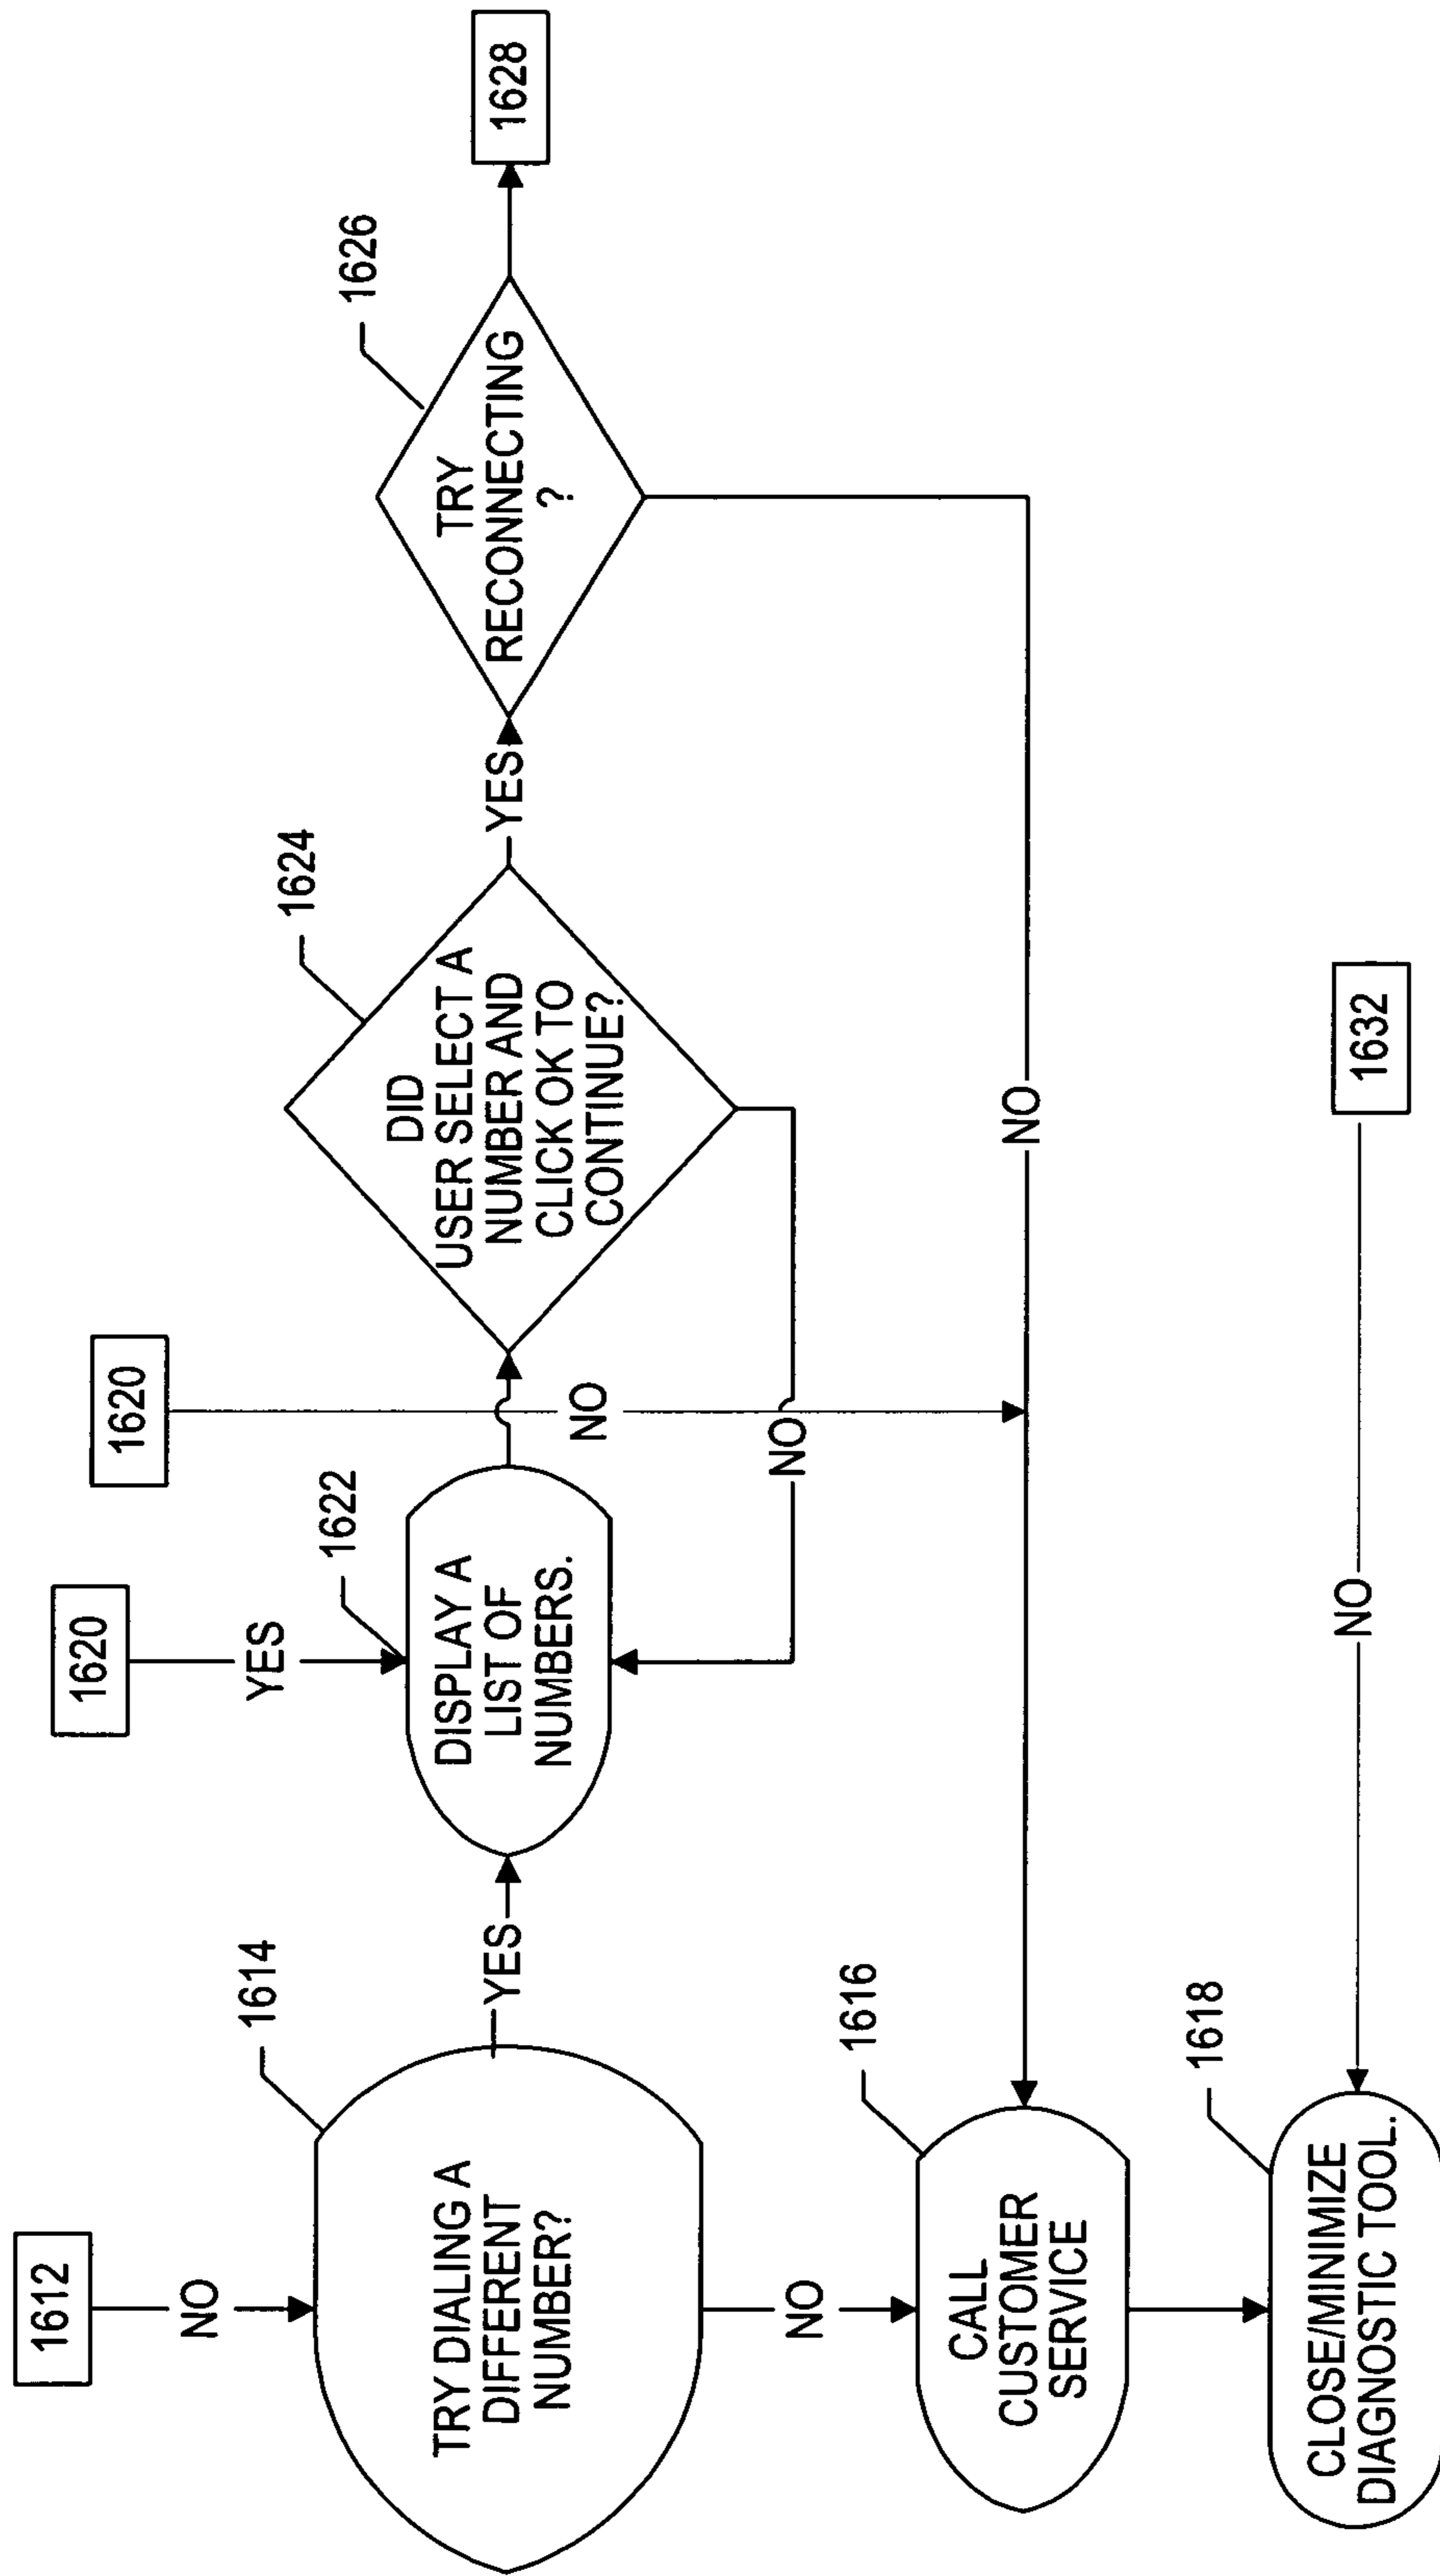 1612
NO
1614
TRY DIALING A
DIFFERENT
NUMBER?
YES
NO
1616
CALL
CUSTOMER
SERVICE
1618
CLOSE/MINIMIZE
DIAGNOSTIC TOOL.
1620
YES
1622
DISPLAY A
LIST OF
NUMBERS.
1620
NO
NO
1624
DID
USER SELECT A
NUMBER AND
CLICK OK TO
CONTINUE?
YES
1626
TRY
RECONNECTING
?
1628
NO
1632
NO